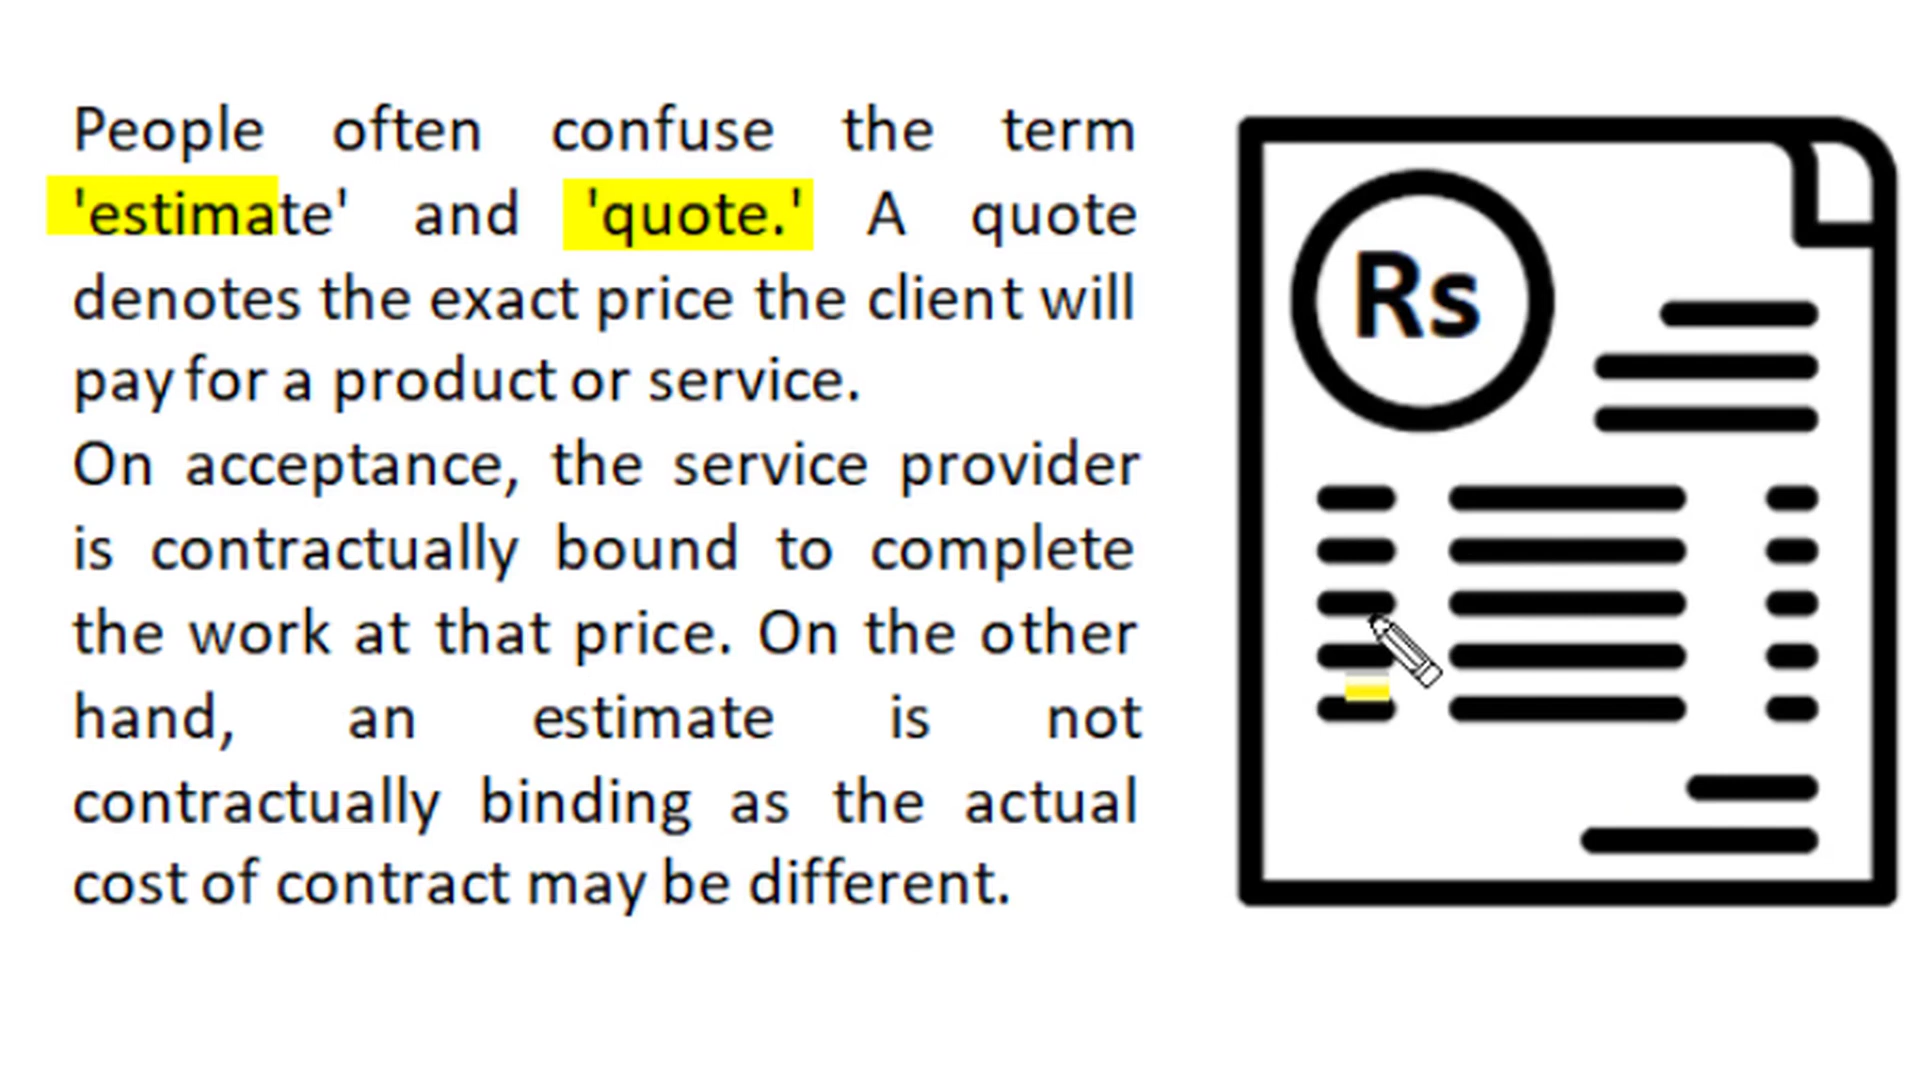 People often confuse the term
'estimate' and 'quote.' A quote
denotes the exact price the client will
pay for a product or service.
On acceptance, the service provider
is contractually bound to complete
the work at that price. On the other
hand, an estimate is not
contractually binding as the actual
cost of contract may be different.
Rs